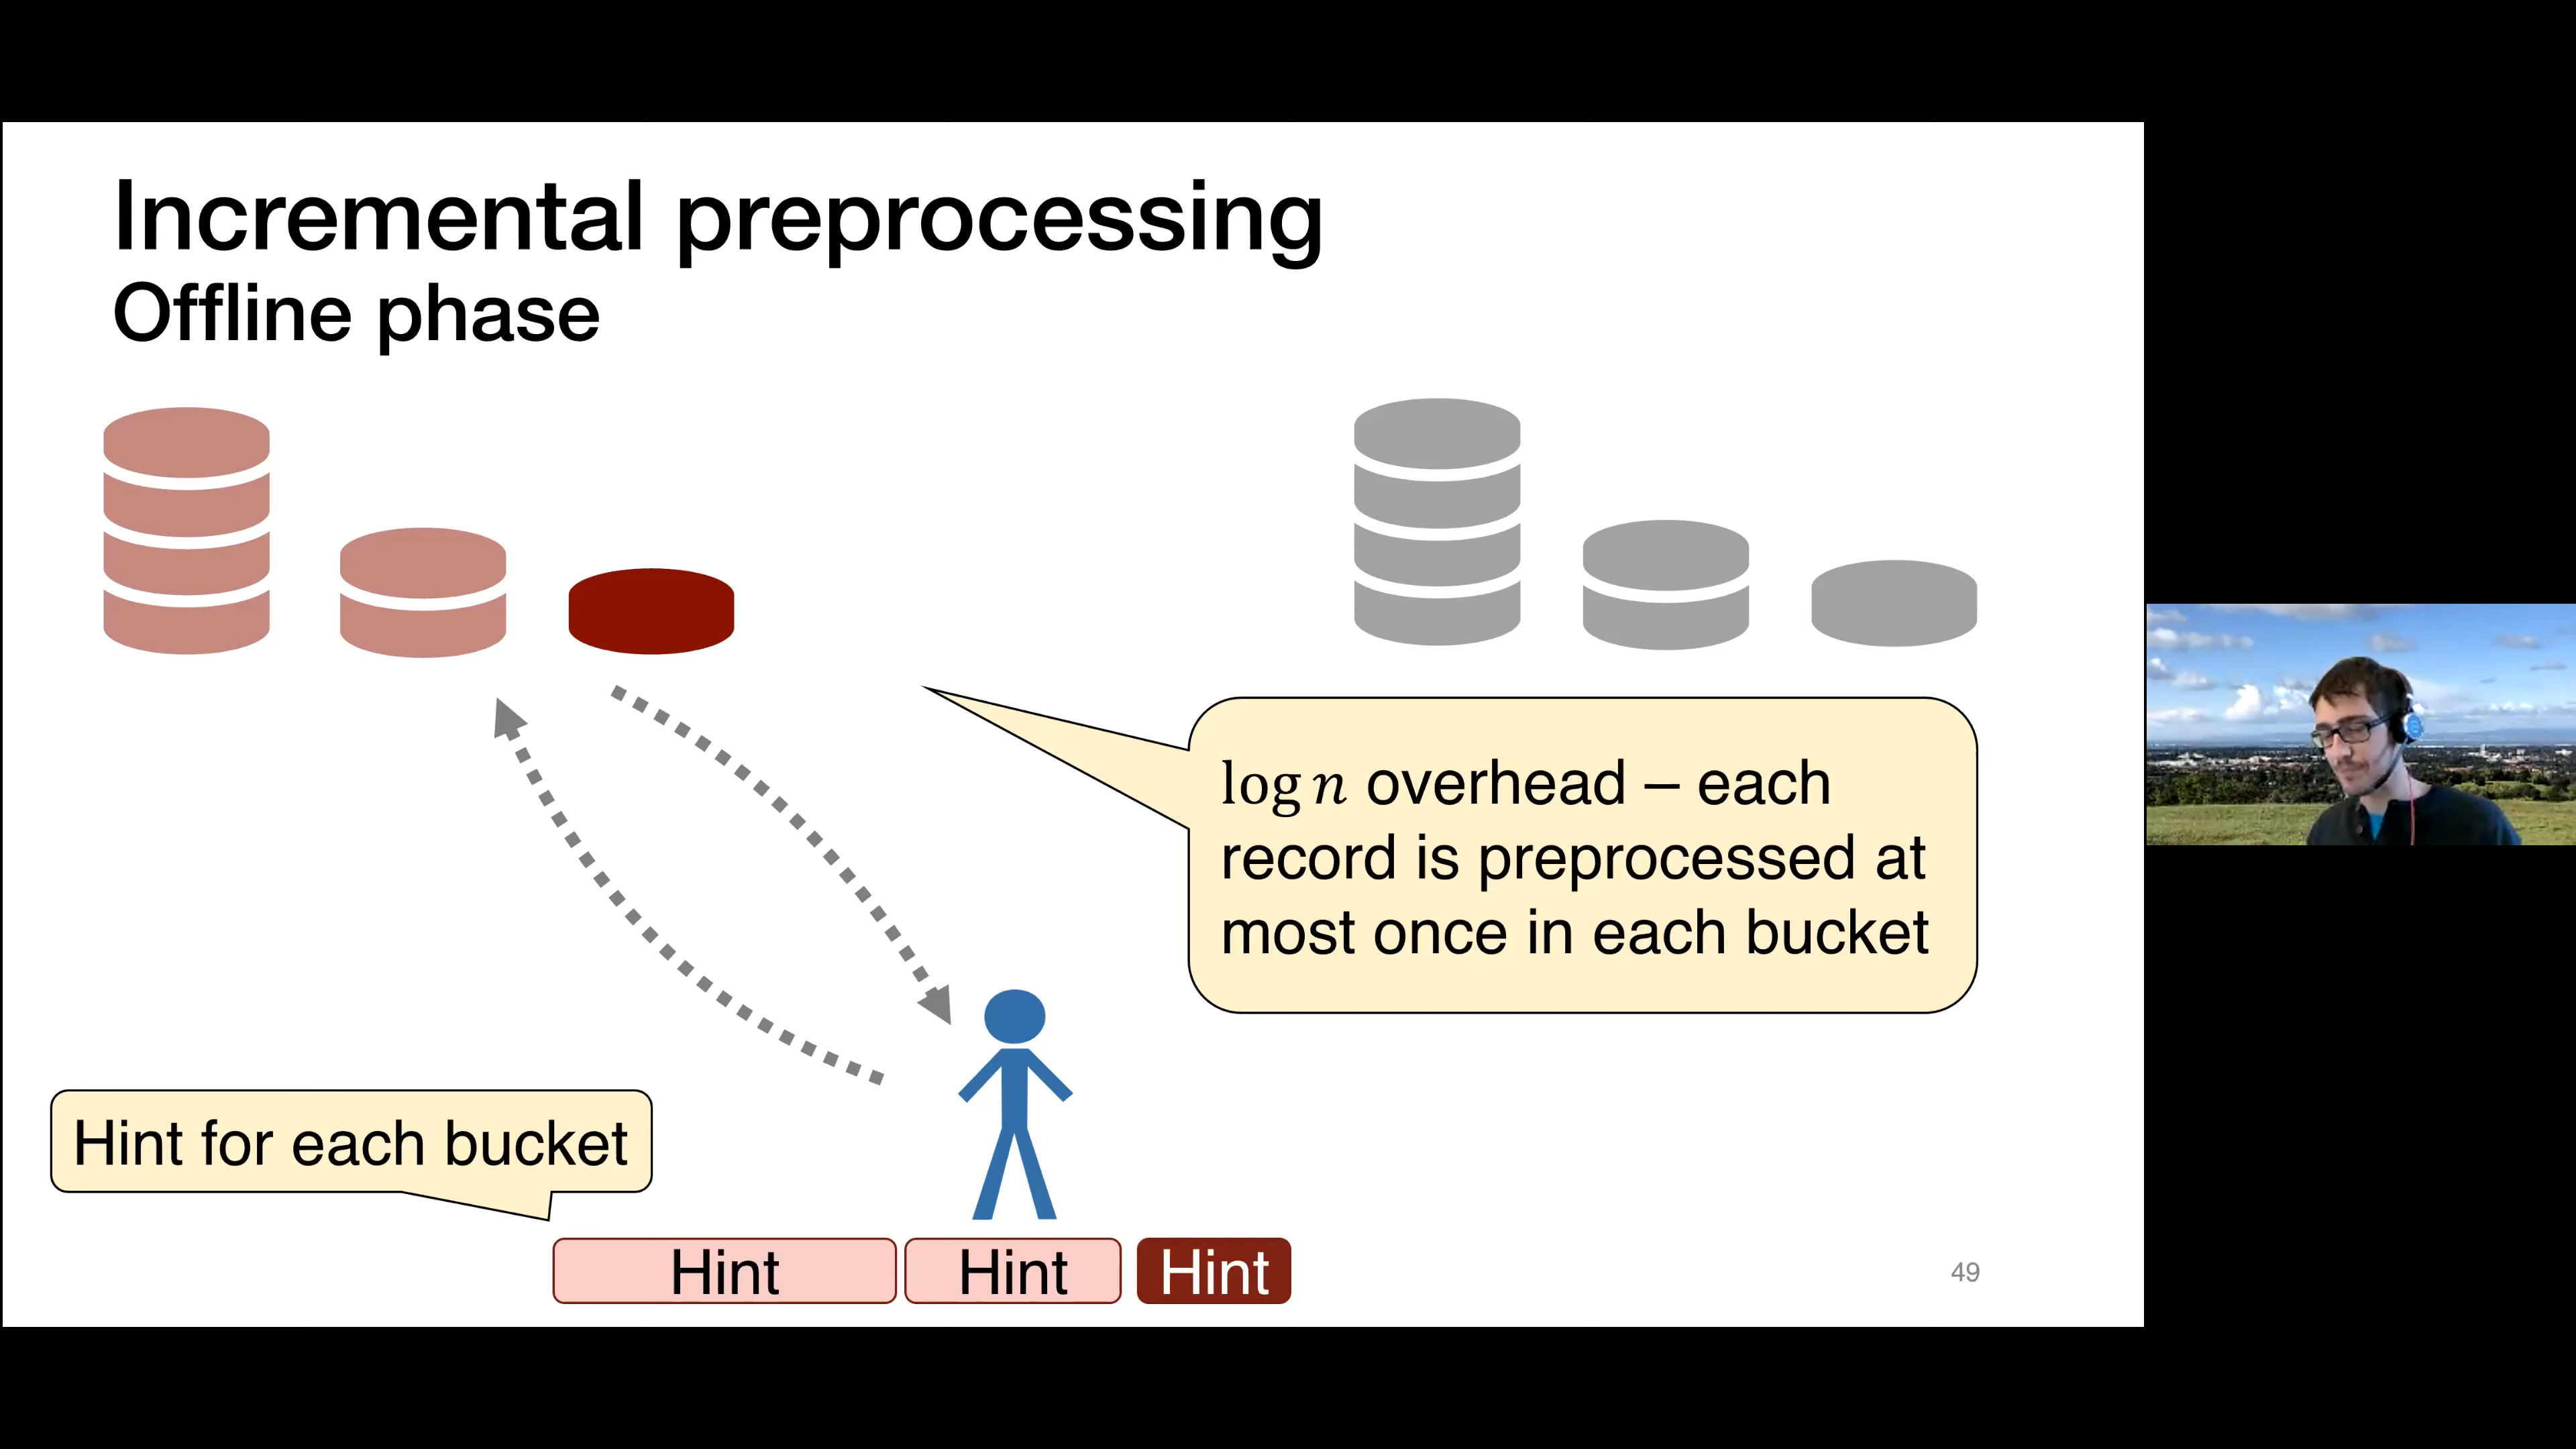 Incremental preprocessing
Offline phase
log n overhead – each
record is preprocessed at
most once in each bucket
Hint for each bucket
Hint Hint Hint
49